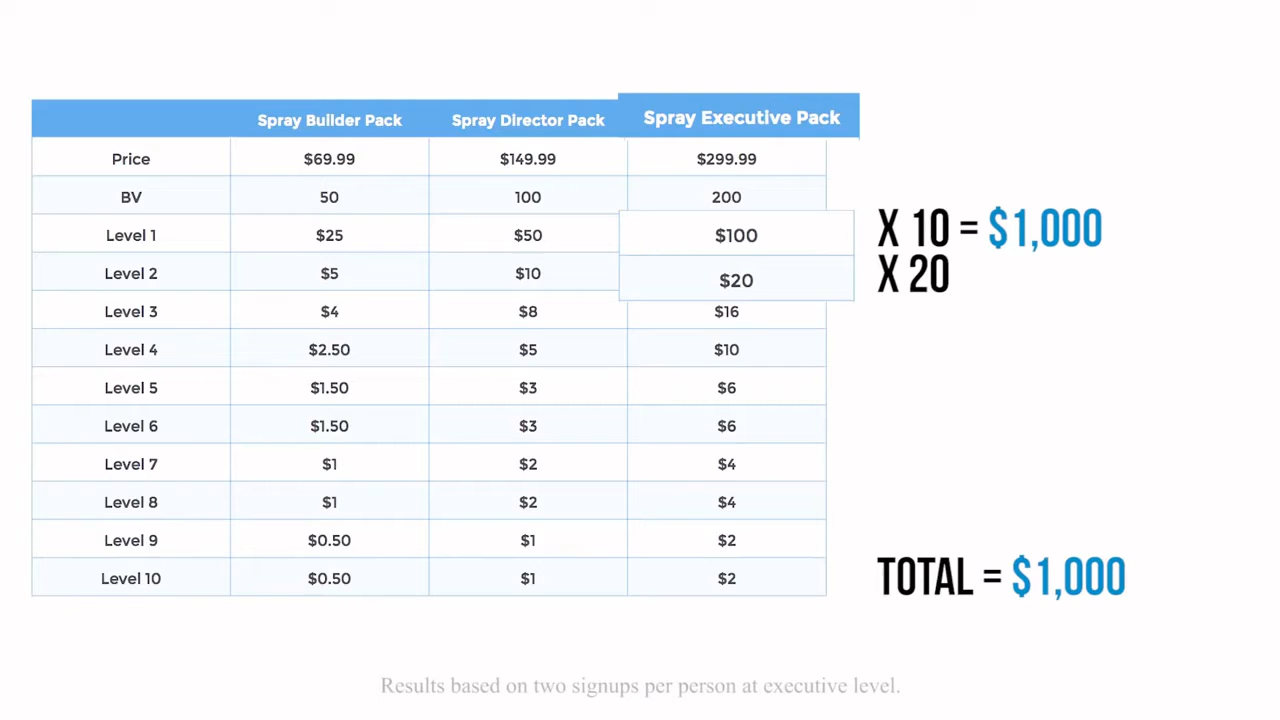 Spray Builder Pack Spray Director Pack Spray Executive Pack
Price $69.99 $149.99 $299.99
BV 50 100 200
Level 1 $25 $50 $100 X 10 = $1,000
Level 2 $5 $10 $20 X 20
Level 3 $4 $8 $16
Level 4 $2.50 $5 $10
Level 5 $1.50 $3 $6
Level 6 $1.50 $3 $6
Level 7 $1 $2 $4
Level 8 $1 $2 $4
Level 9 $0.50 $1 $2
Level 10 $0.50 $1 $2 TOTAL = $1,000
Results based on two signups per person at executive level.